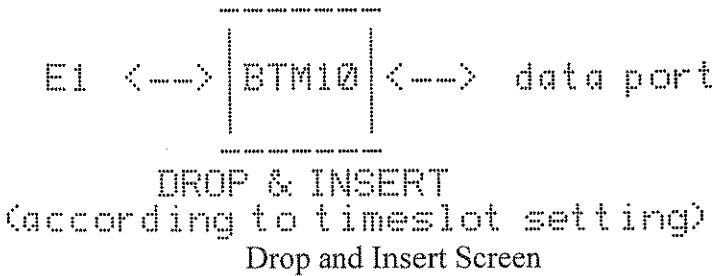 E1 <--> BTM10 <--> data port
DROP & INSERT
(according to timeslot setting)
Drop and Insert Screen